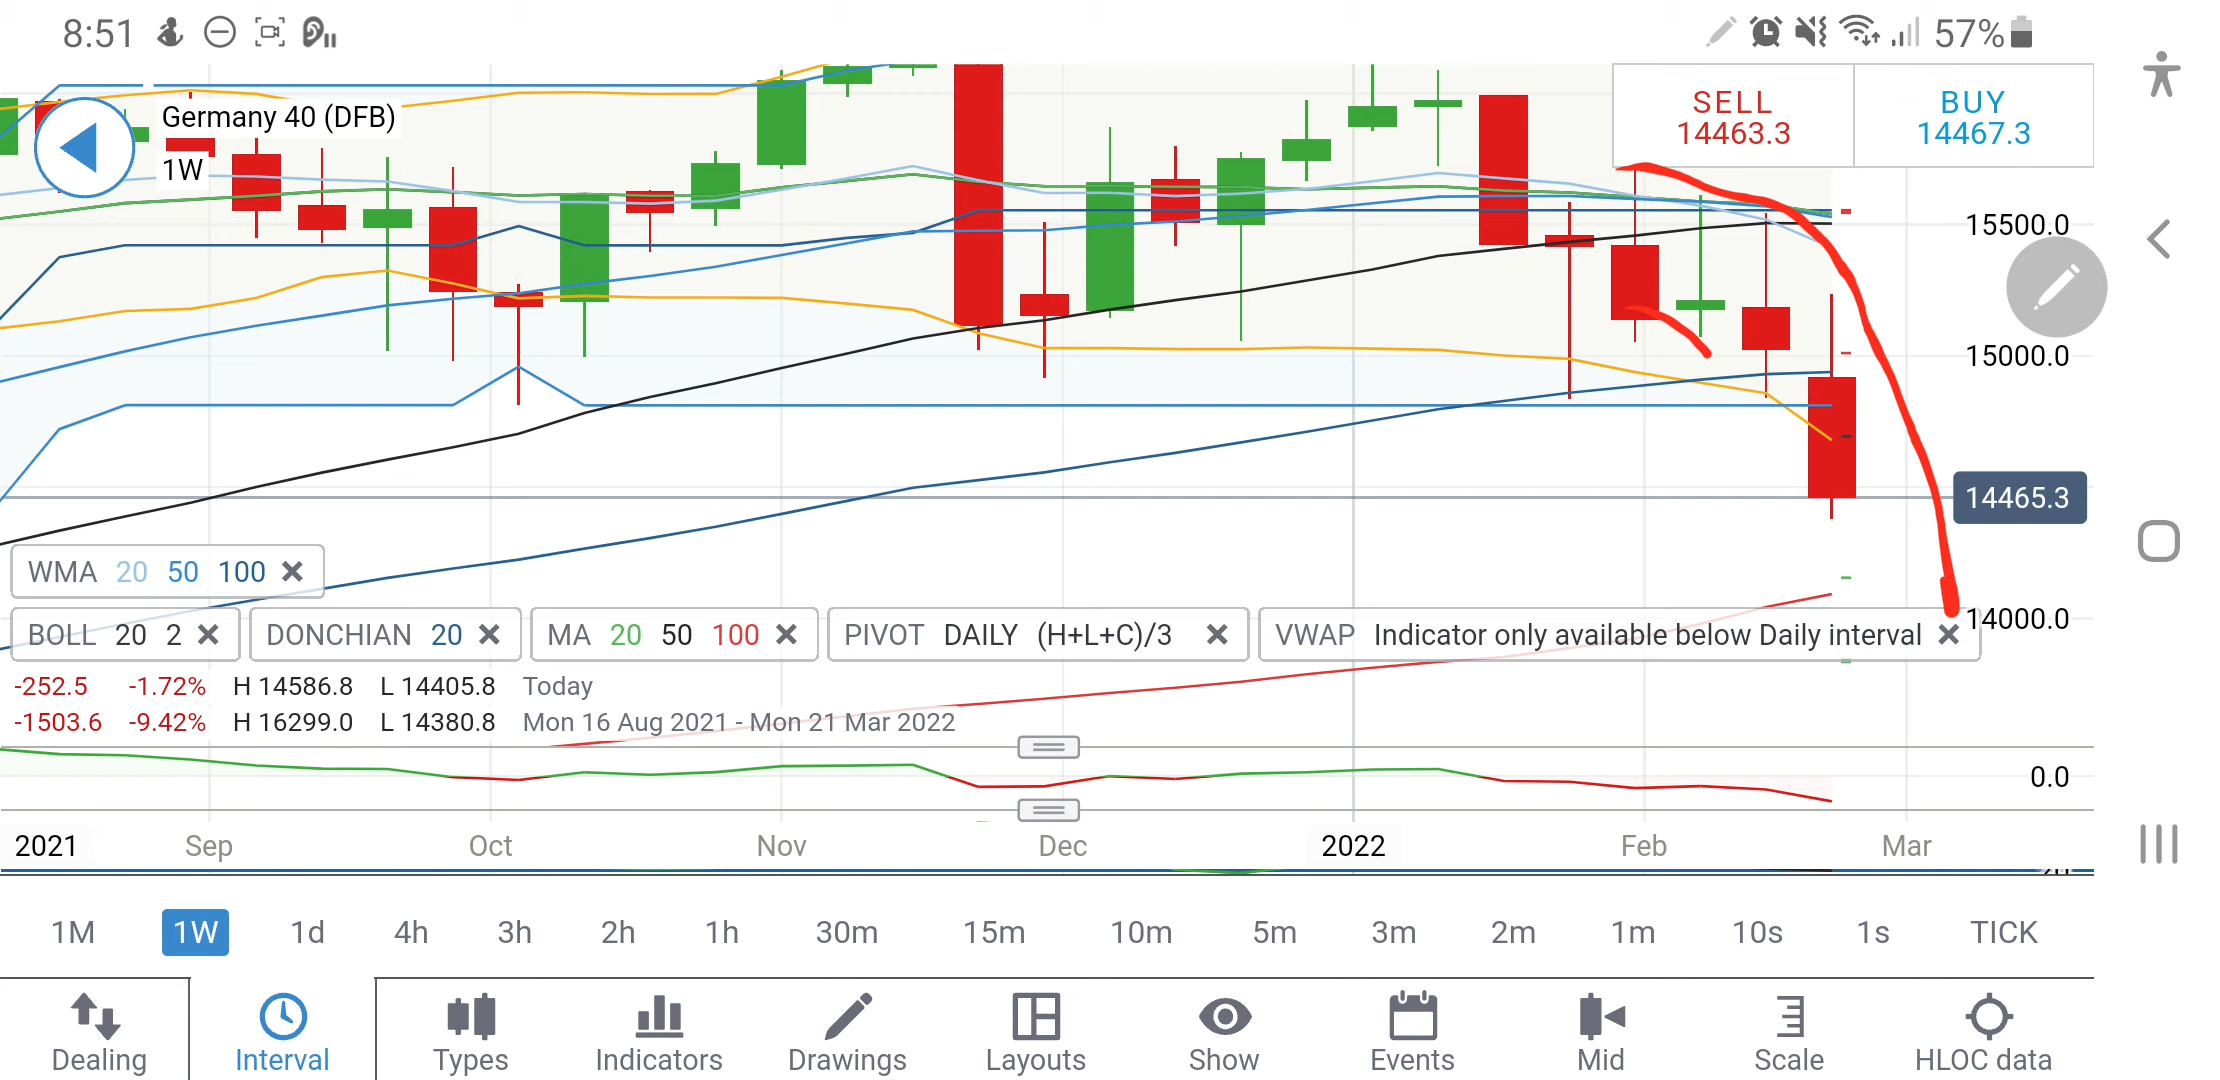 8:51
57%
Germany 40 (DFB)
1W
SELL
14463.3
BUY
14467.3
15500.0
15000.0
14465.3
14000.0
WMA 20 50 100
BOLL 20 2
DONCHIAN 20
MA 20 50 100
PIVOT DAILY (H+L+C)/3
VWAP Indicator only available below Daily interval
-252.5 -1.72% H 14586.8 L 14405.8 Today
-1503.6 -9.42% H 16299.0 L 14380.8 Mon 16 Aug 2021 - Mon 21 Mar 2022
0.0
2021 Sep Oct Nov Dec 2022 Feb Mar
1M 1W 1d 4h 3h 2h 1h 30m 15m 10m 5m 3m 2m 1m 10s 1s TICK
Dealing Interval Types Indicators Drawings Layouts Show Events Mid Scale HLOC data